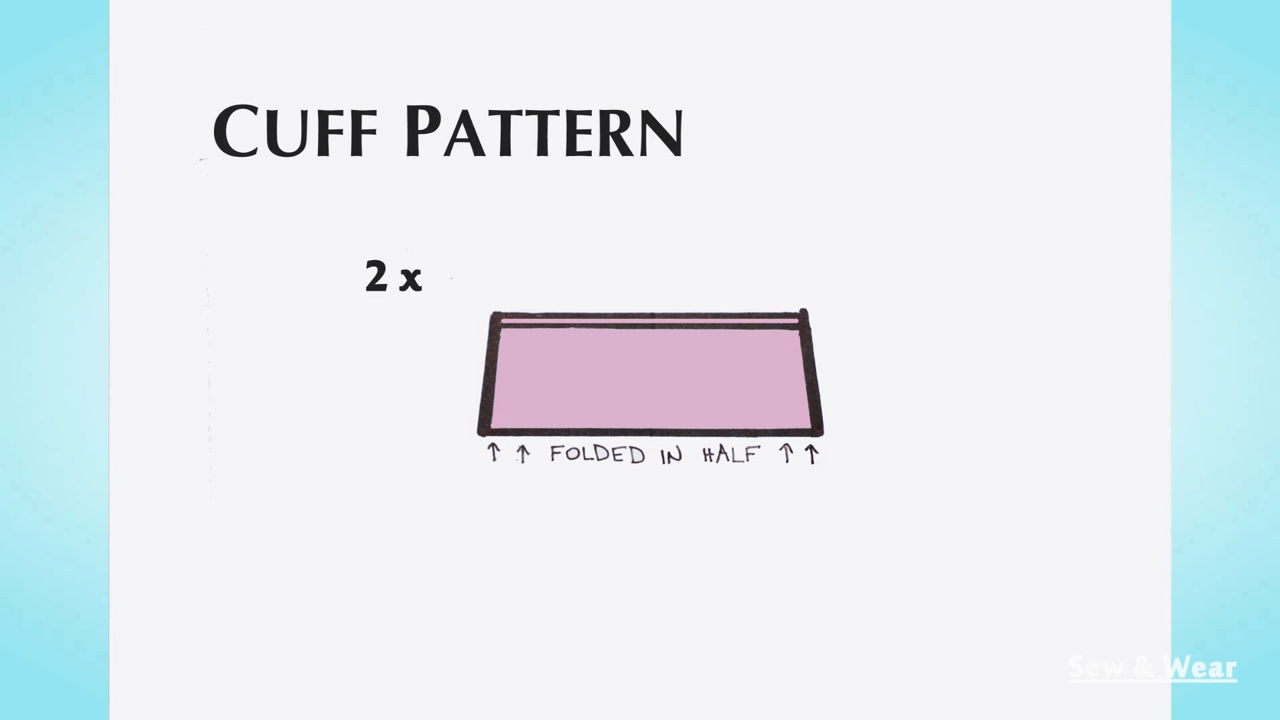 CUFF PATTERN
2 x
↑ ↑ FOLDED IN HALF ↑ ↑
Sew & Wear